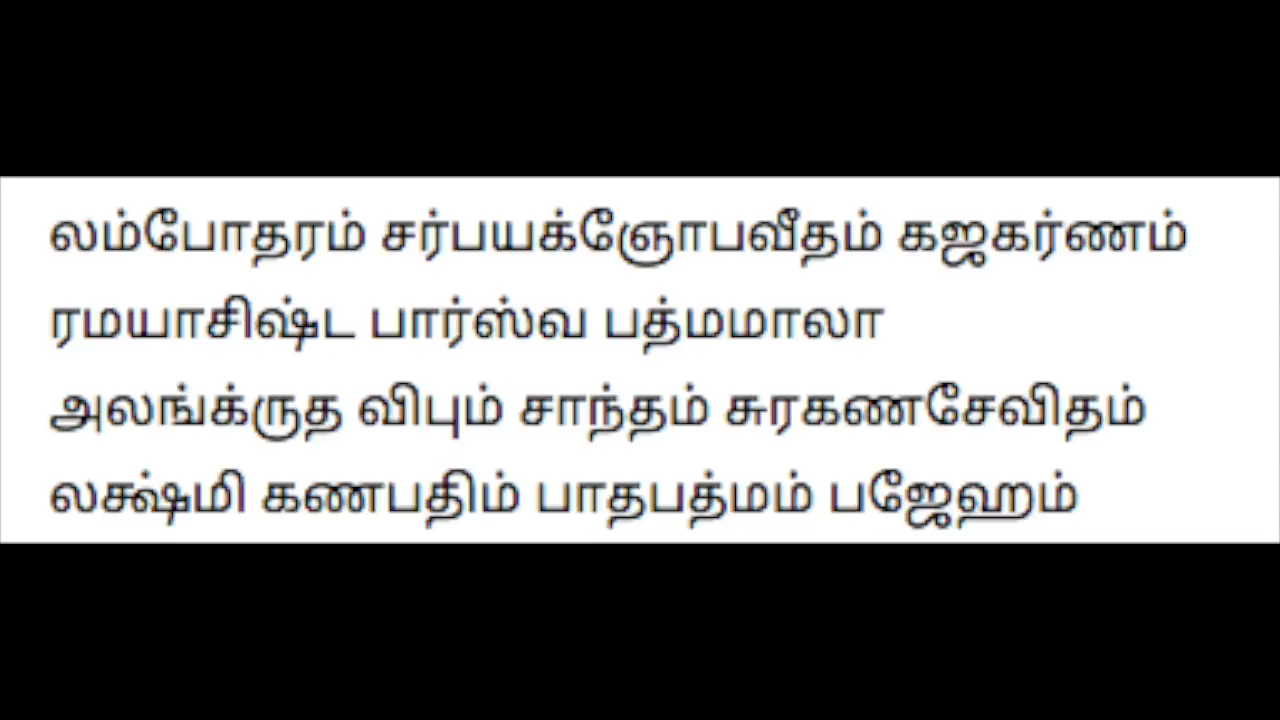 லம்போதரம் சர்பயக்ஞோபவீதம் கஜகர்ணம்
ரமயாசிஷ்ட பார்ஸ்வ பத்மமாலா
அலங்க்ருத விபும் சாந்தம் சுரகணசேவிதம்
லக்ஷ்மி கணபதிம் பாதபத்மம் பஜேஹம்